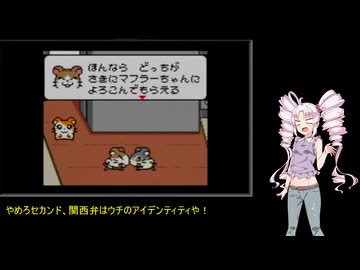 ほんなら どっちが
さきにマフラーちゃんに
よろこんでもらえる
やめろセカンド、関西弁はウチのアイデンティティや！